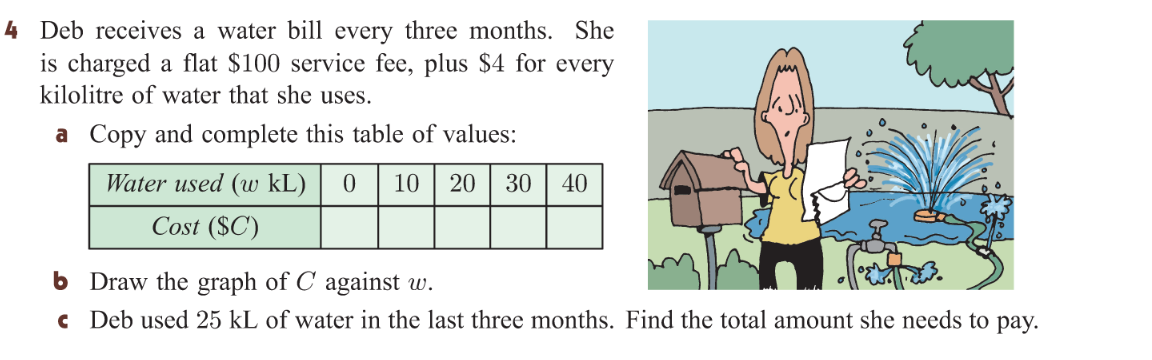 4 Deb receives a water bill every three months. She
is charged a flat $100 service fee, plus $4 for every
kilolitre of water that she uses.
a Copy and complete this table of values:
Water used (w kL) 0 10 20 30 40
Cost ($C)
b Draw the graph of C against w.
c Deb used 25 kL of water in the last three months. Find the total amount she needs to pay.